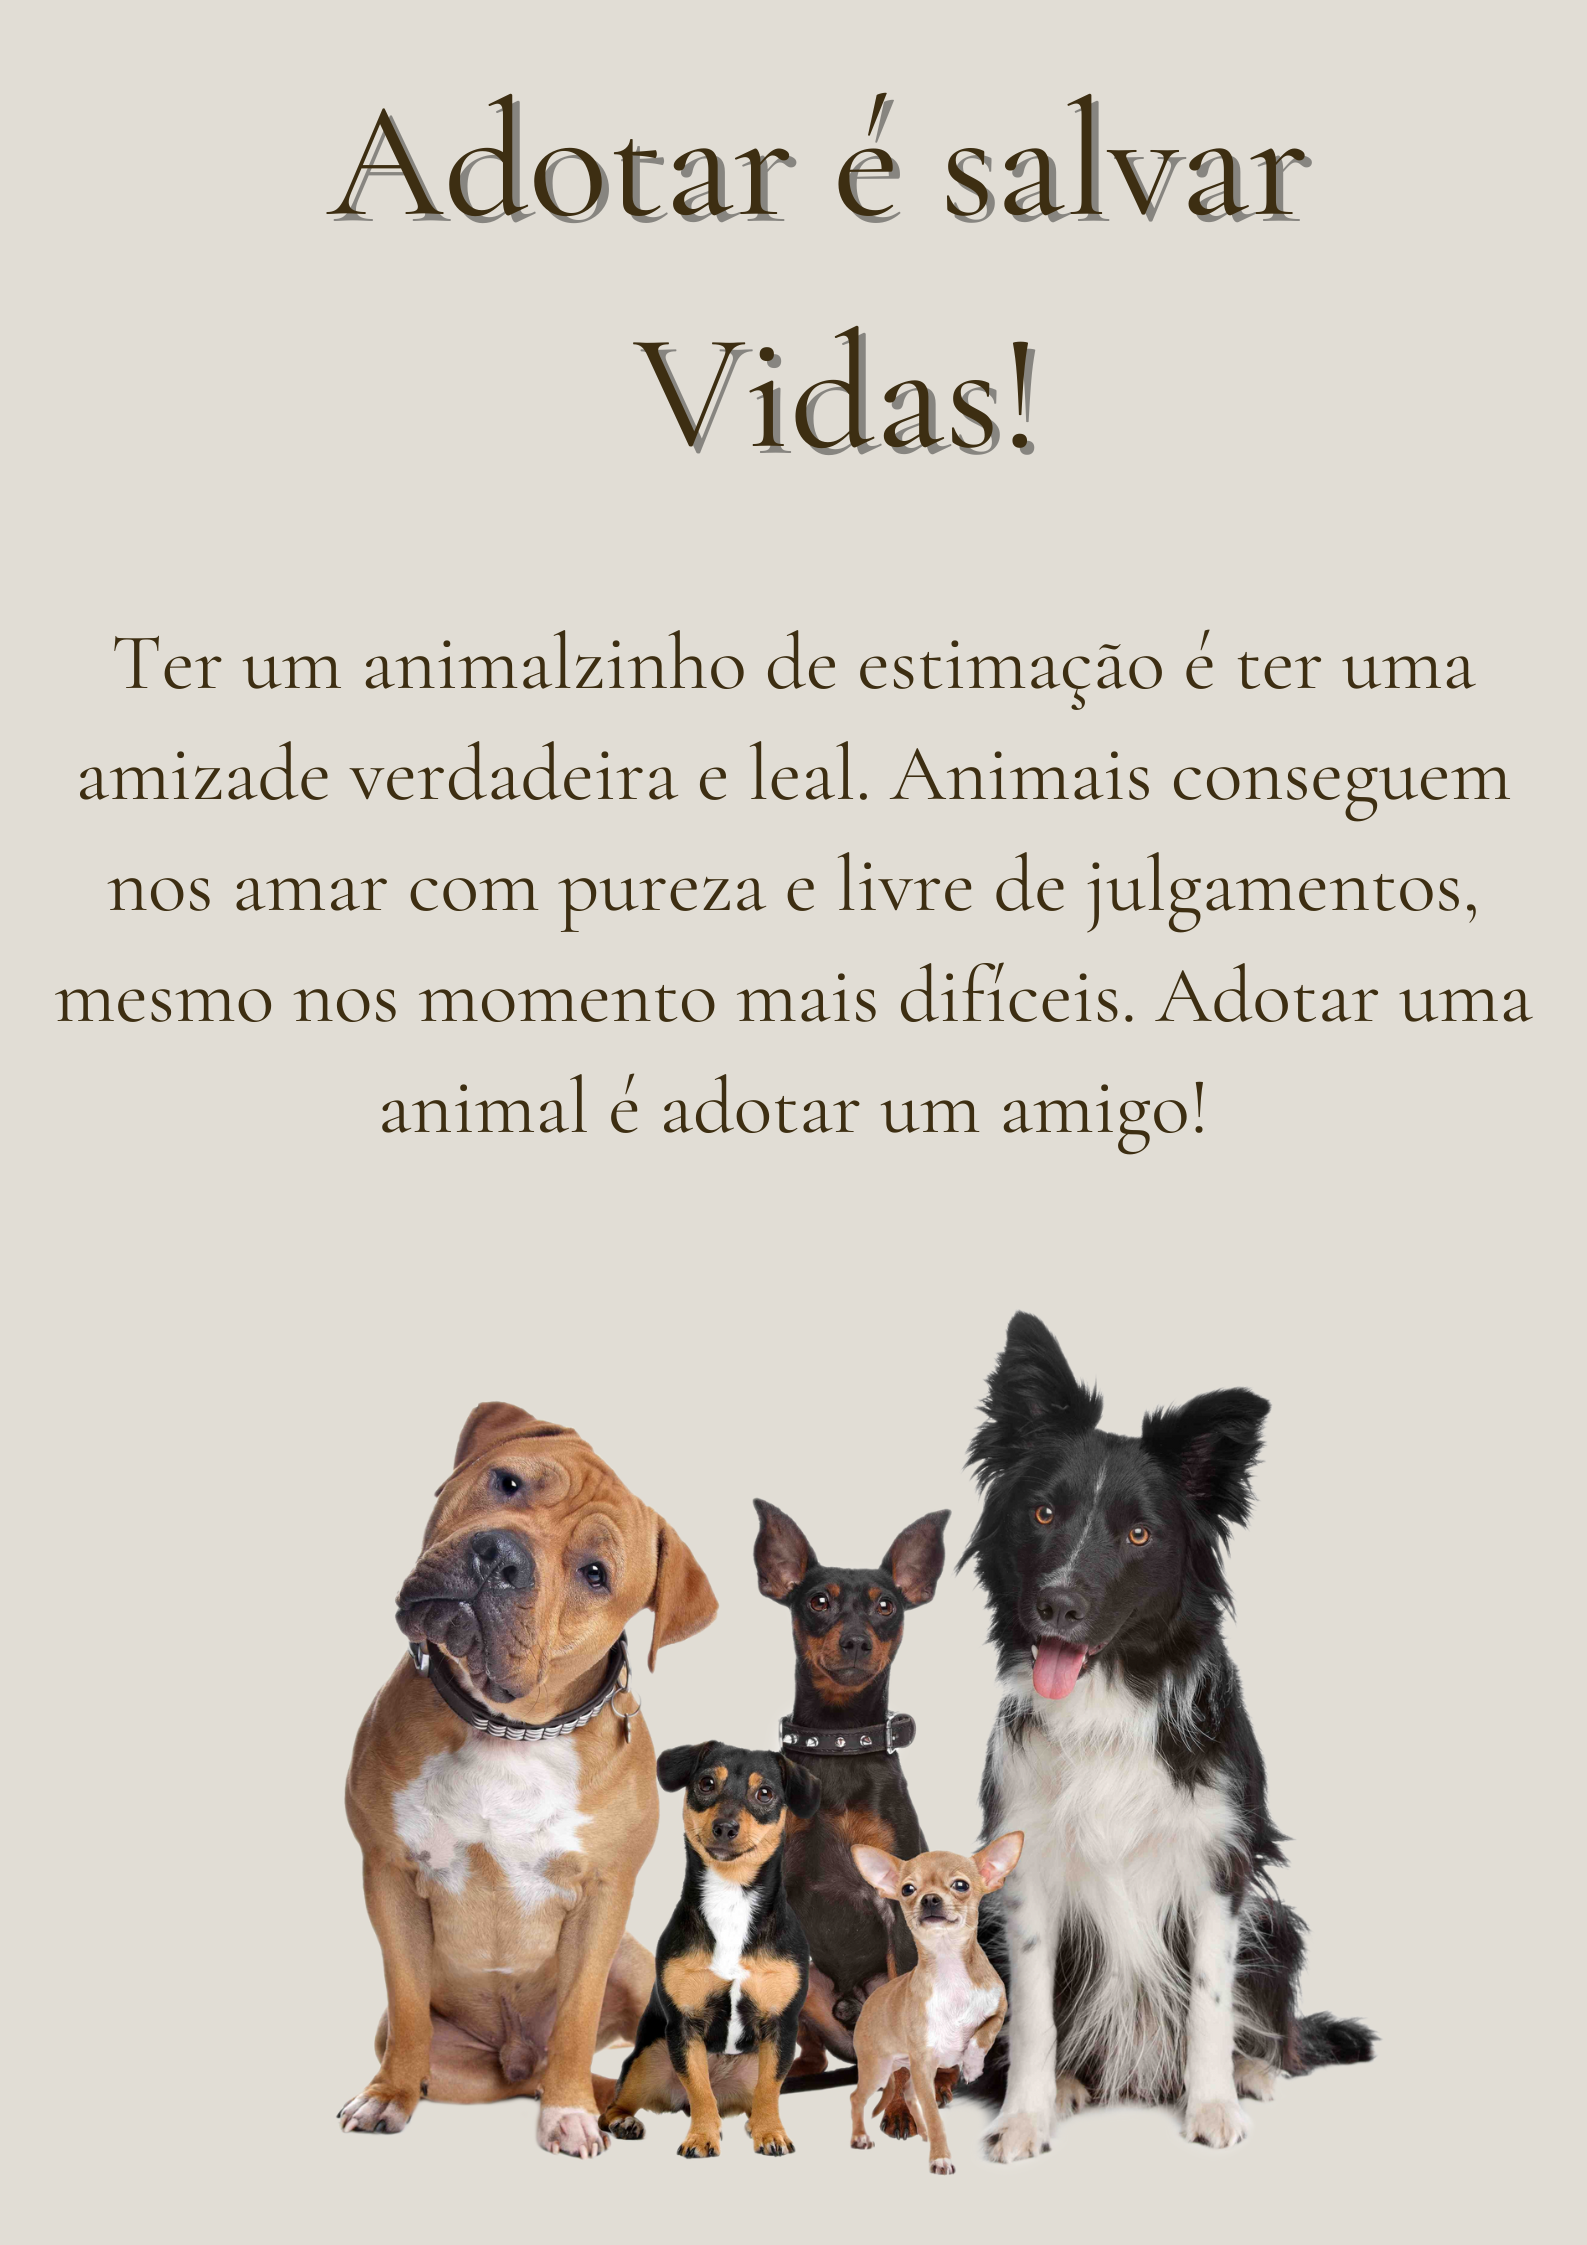 Adotar é salvar
Vidas!
Ter um animalzinho de estimação é ter uma
amizade verdadeira e leal. Animais conseguem
nos amar com pureza e livre de julgamentos,
mesmo nos momento mais difíceis. Adotar uma
animal é adotar um amigo!